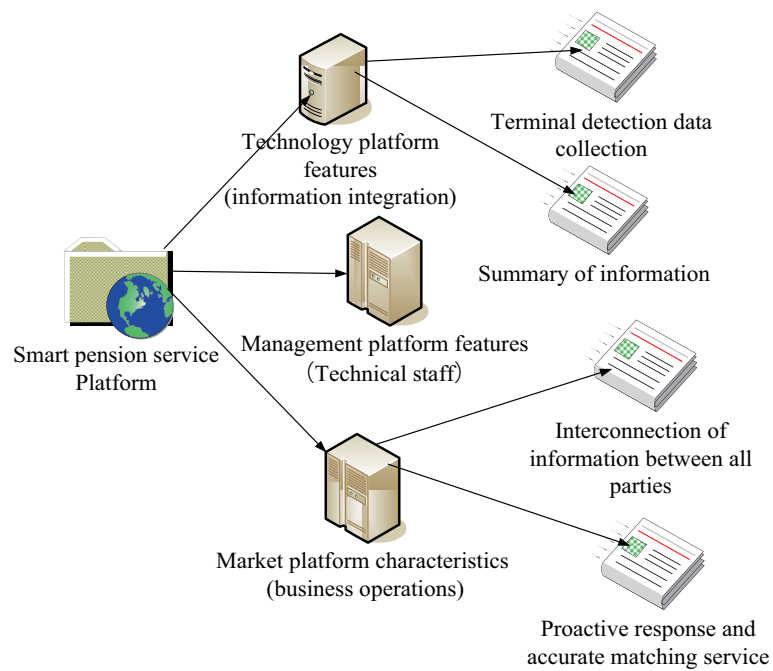 Technology platform
features
(information integration)
Terminal detection data
collection
Summary of information
Smart pension service
Platform
Management platform features
（Technical staff）
Interconnection of
information between all
parties
Market platform characteristics
(business operations)
Proactive response and
accurate matching service